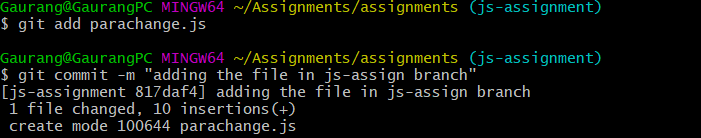 Gaurang@GaurangPC MINGW64 ~/Assignments/assignments (js-assignment)
$ git add parachange.js
Gaurang@GaurangPC MINGW64 ~/Assignments/assignments (js-assignment)
$ git commit -m "adding the file in js-assign branch"
[js-assignment 817daf4] adding the file in js-assign branch
1 file changed, 10 insertions(+)
create mode 100644 parachange.js